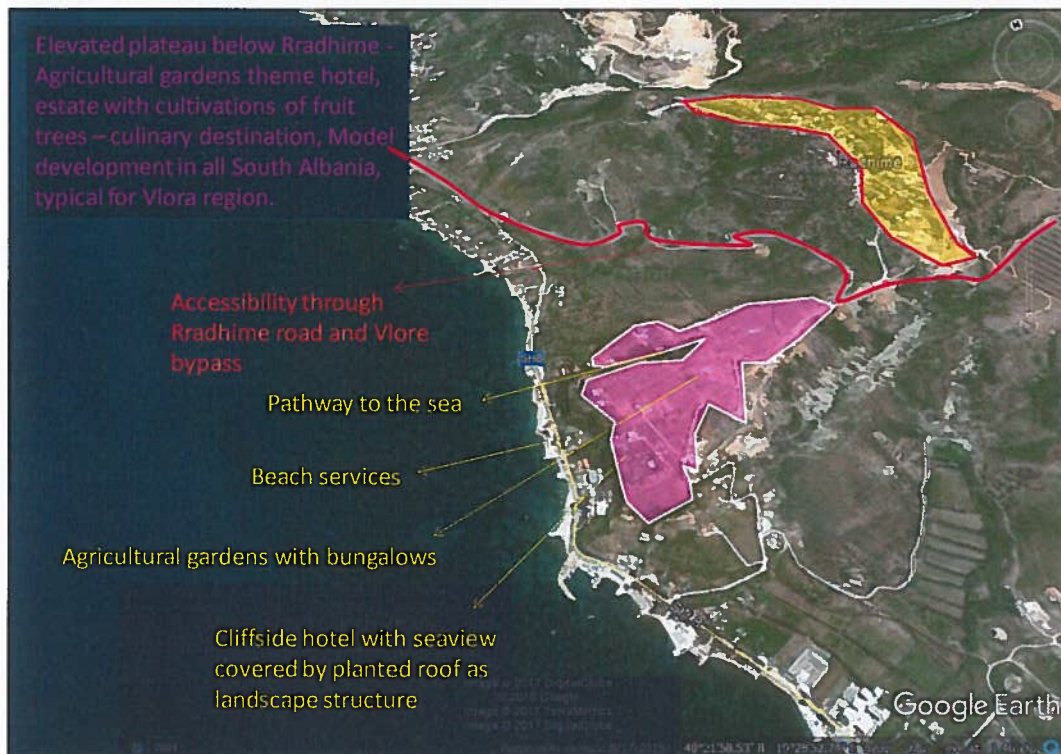 Elevated plateau below Rradhime -
Agricultural gardens theme hotel,
estate with cultivations of fruit
trees – culinary destination, Model
development in all South Albania,
typical for Vlora region.
Accessibility through
Rradhime road and Vlore
bypass
Pathway to the sea
Beach services
Agricultural gardens with bungalows
Cliffside hotel with seaview
covered by planted roof as
landscape structure
SH8
Google Earth